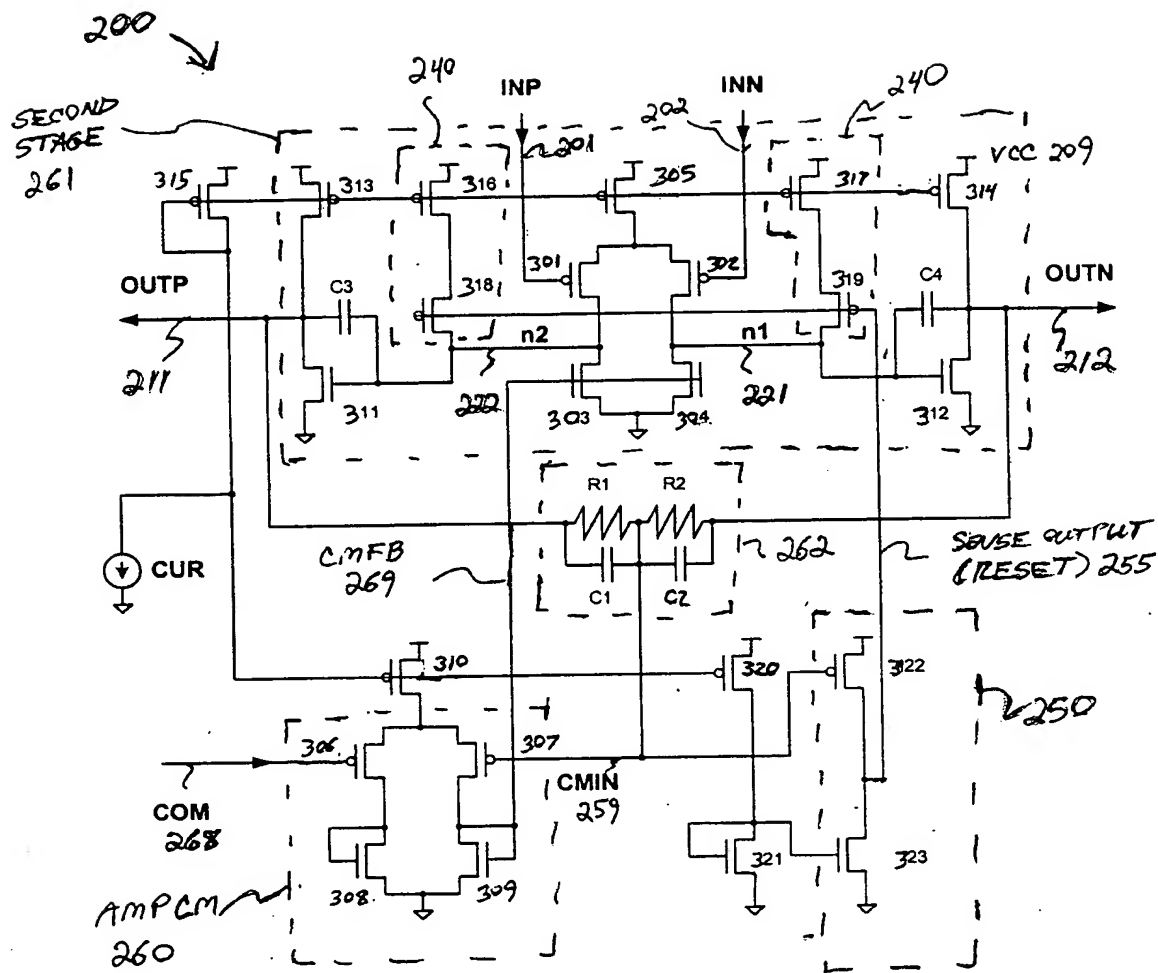 200
SECOND
STAGE
261
240
INP
201
INN
202
240
VCC 209
315
313
316
305
317
314
301
302
OUTP
C3
318
319
C4
OUTN
n2
n1
211
311
222
303
304
221
312
212
R1
R2
CMFB
269
262
C1
C2
CUR
SENSE OUTPUT
(RESET) 255
310
320
322
250
306
307
COM
268
CMIN
259
308
309
321
323
AMPCM
260